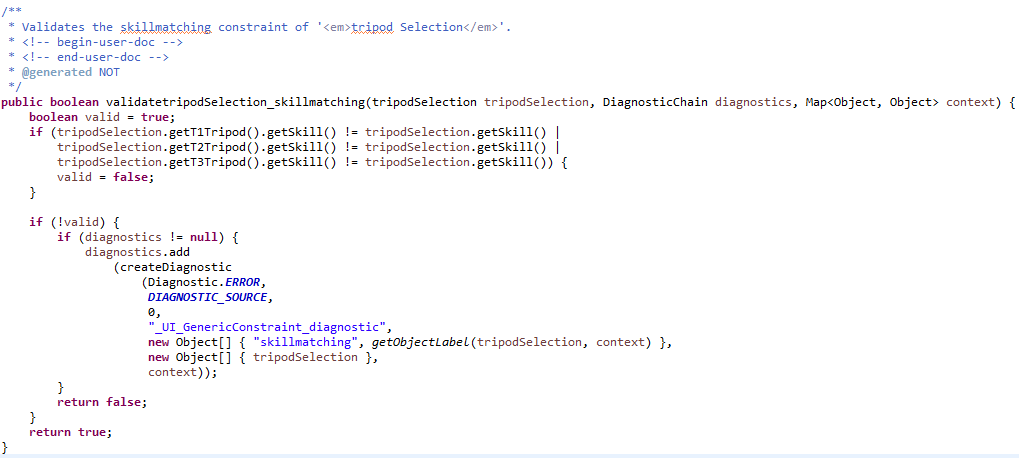 /**
 * Validates the skillmatching constraint of '<em>tripod Selection</em>'.
 * <!-- begin-user-doc -->
 * <!-- end-user-doc -->
 * @generated NOT
 */
public boolean validatetripodSelection_skillmatching(tripodSelection tripodSelection, DiagnosticChain diagnostics, Map<Object, Object> context) {
    boolean valid = true;
    if (tripodSelection.getT1Tripod().getSkill() != tripodSelection.getSkill() |
        tripodSelection.getT2Tripod().getSkill() != tripodSelection.getSkill() |
        tripodSelection.getT3Tripod().getSkill() != tripodSelection.getSkill()) {
        valid = false;
    }

    if (!valid) {
        if (diagnostics != null) {
            diagnostics.add
                (createDiagnostic
                    (Diagnostic.ERROR,
                     DIAGNOSTIC_SOURCE,
                     0,
                     "_UI_GenericConstraint_diagnostic",
                     new Object[] { "skillmatching", getObjectLabel(tripodSelection, context) },
                     new Object[] { tripodSelection },
                     context));
        }
        return false;
    }
    return true;
}